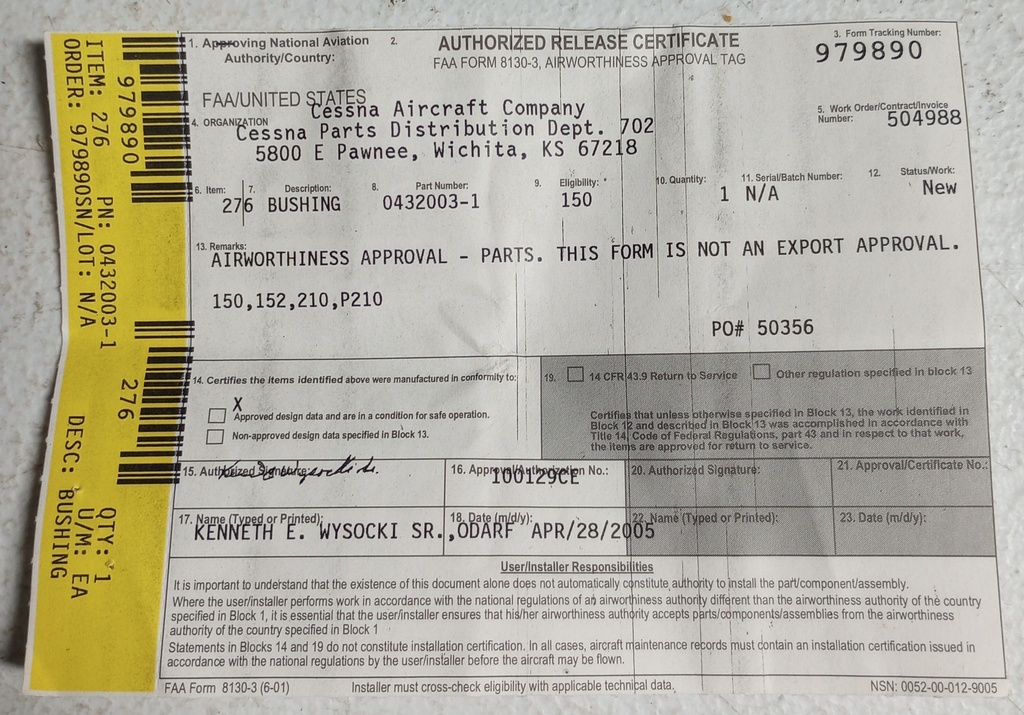 1. Approving National Aviation Authority/Country:
2.
AUTHORIZED RELEASE CERTIFICATE
FAA FORM 8130-3, AIRWORTHINESS APPROVAL TAG
3. Form Tracking Number:
979890
FAA/UNITED STATES
4. ORGANIZATION
Cessna Aircraft Company
Cessna Parts Distribution Dept. 702
5800 E Pawnee, Wichita, KS 67218
5. Work Order/Contract/Invoice Number:
504988
6. Item:
276
7. Description:
BUSHING
8. Part Number:
0432003-1
9. Eligibility: *
150
10. Quantity:
1
11. Serial/Batch Number:
N/A
12. Status/Work:
New
13. Remarks:
AIRWORTHINESS APPROVAL - PARTS. THIS FORM IS NOT AN EXPORT APPROVAL.
150,152,210,P210
PO# 50356
14. Certifies the items identified above were manufactured in conformity to:
X
Approved design data and are in a condition for safe operation.
Non-approved design data specified in Block 13.
19.
14 CFR 43.9 Return to Service
Other regulation specified in block 13
Certifies that unless otherwise specified in Block 13, the work identified in
Block 12 and described in Block 13 was accomplished in accordance with
Title 14, Code of Federal Regulations, part 43 and in respect to that work,
the items are approved for return to service.
15. Authorized Signature:
16. Approval/Authorization No.:
100129CE
20. Authorized Signature:
21. Approval/Certificate No.:
17. Name (Typed or Printed):
KENNETH E. WYSOCKI SR.,ODARF
18. Date (m/d/y):
APR/28/2005
22. Name (Typed or Printed):
23. Date (m/d/y):
User/Installer Responsibilities
It is important to understand that the existence of this document alone does not automatically constitute authority to install the part/component/assembly.
Where the user/installer performs work in accordance with the national regulations of an airworthiness authority different than the airworthiness authority of the country
specified in Block 1, it is essential that the user/installer ensures that his/her airworthiness authority accepts parts/components/assemblies from the airworthiness
authority of the country specified in Block 1
Statements in Blocks 14 and 19 do not constitute installation certification. In all cases, aircraft maintenance records must contain an installation certification issued in
accordance with the national regulations by the user/installer before the aircraft may be flown.
FAA Form 8130-3 (6-01)
Installer must cross-check eligibility with applicable technical data.
NSN: 0052-00-012-9005
979890
276
ITEM: 276 PN: 0432003-1 QTY: 1
ORDER: 979890SN/LOT: N/A U/M: EA
DESC: BUSHING